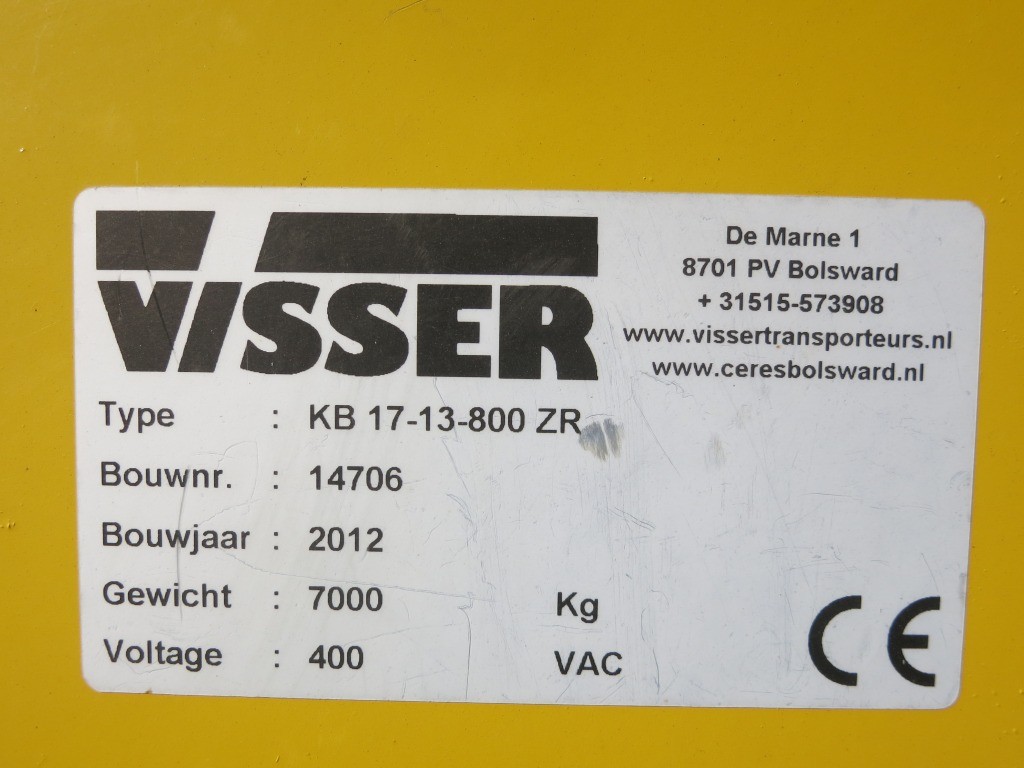 VISSER
De Marne 1
8701 PV Bolsward
+ 31515-573908
www.vissertransporteurs.nl
www.ceresbolsward.nl
Type : KB 17-13-800 ZR
Bouwnr. : 14706
Bouwjaar : 2012
Gewicht : 7000 Kg
Voltage : 400 VAC
CE